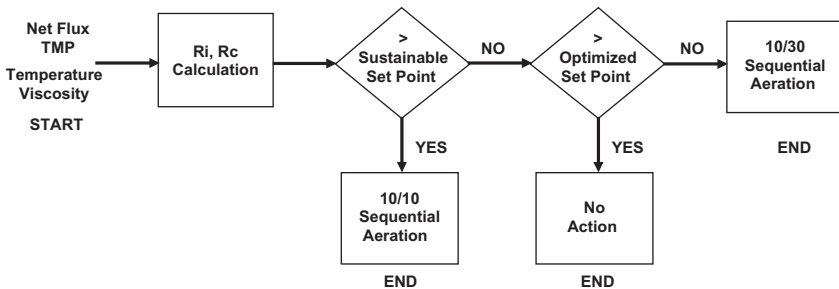 Net Flux
TMP
Temperature
Viscosity
START
Ri, Rc
Calculation
>
Sustainable
Set Point
NO
>
Optimized
Set Point
NO
10/30
Sequential
Aeration
END
YES
10/10
Sequential
Aeration
END
YES
No
Action
END